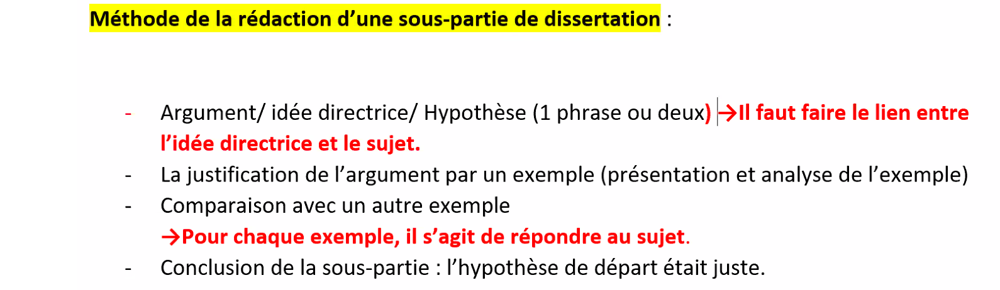 Méthode de la rédaction d’une sous-partie de dissertation :
- Argument/ idée directrice/ Hypothèse (1 phrase ou deux) →Il faut faire le lien entre
l’idée directrice et le sujet.
- La justification de l’argument par un exemple (présentation et analyse de l’exemple)
- Comparaison avec un autre exemple
→Pour chaque exemple, il s’agit de répondre au sujet.
- Conclusion de la sous-partie : l’hypothèse de départ était juste.